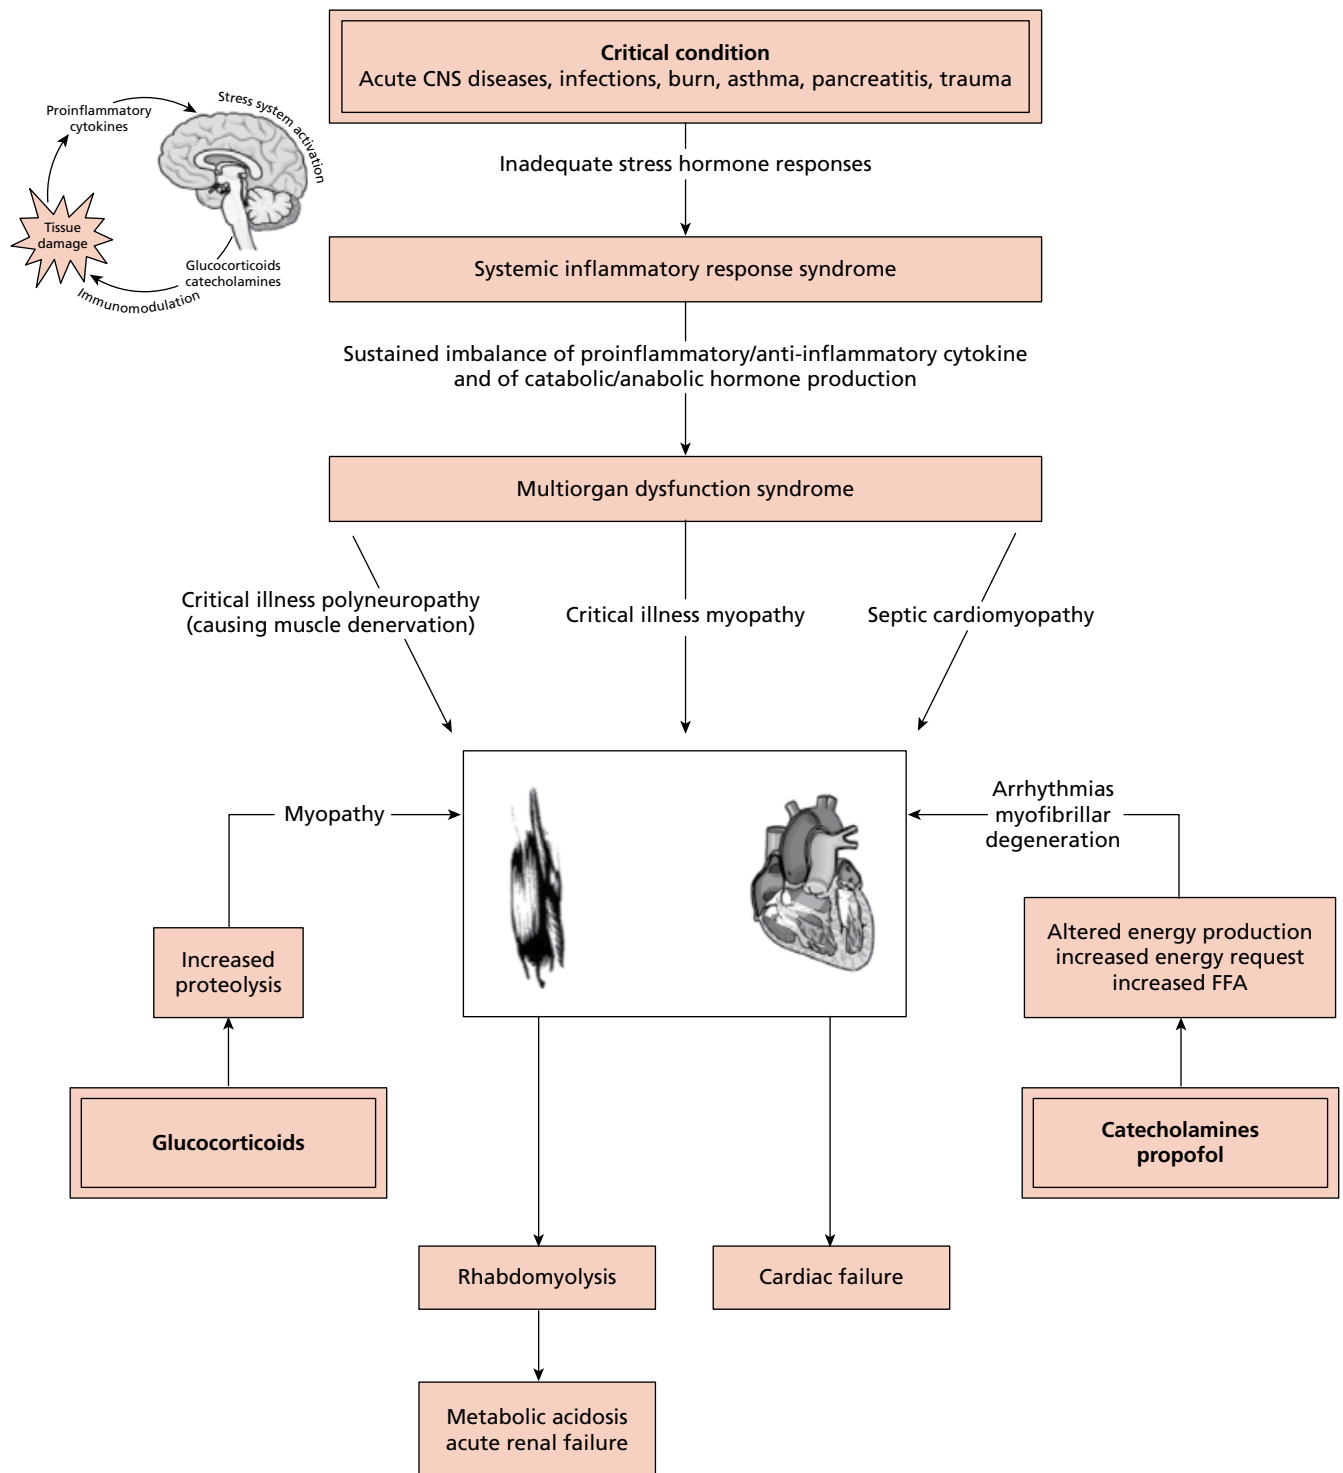 Critical condition
Acute CNS diseases, infections, burn, asthma, pancreatitis, trauma
Proinflammatory
cytokines
Stress system activation
Tissue
damage
Glucocorticoids
catecholamines
Immunomodulation
Inadequate stress hormone responses
Systemic inflammatory response syndrome
Sustained imbalance of proinflammatory/anti-inflammatory cytokine
and of catabolic/anabolic hormone production
Multiorgan dysfunction syndrome
Critical illness polyneuropathy
(causing muscle denervation)
Critical illness myopathy
Septic cardiomyopathy
Myopathy
Arrhythmias
myofibrillar
degeneration
Increased
proteolysis
Altered energy production
increased energy request
increased FFA
Glucocorticoids
Catecholamines
propofol
Rhabdomyolysis
Cardiac failure
Metabolic acidosis
acute renal failure